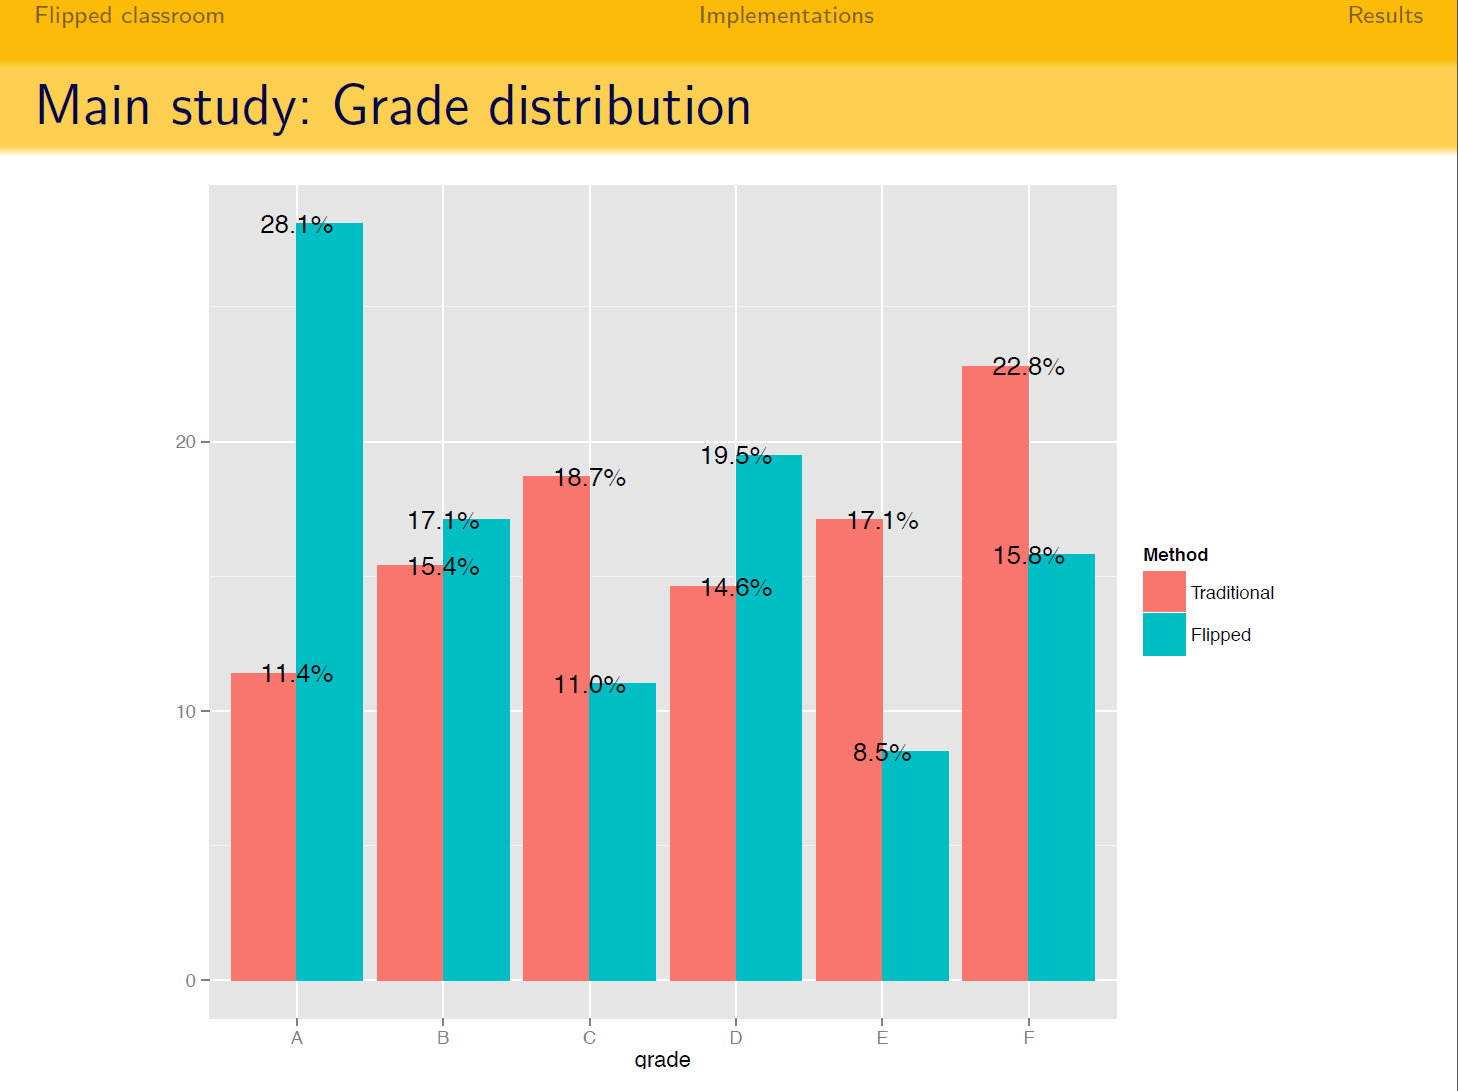 Flipped classroom Implementations Results
Main study: Grade distribution
28.1%
22.8%
20
19.5%
18.7%
17.1%
17.1%
15.4%
14.6%
15.8%
Method
Traditional
Flipped
11.4%
11.0%
10
8.5%
0
A B C D E F
grade